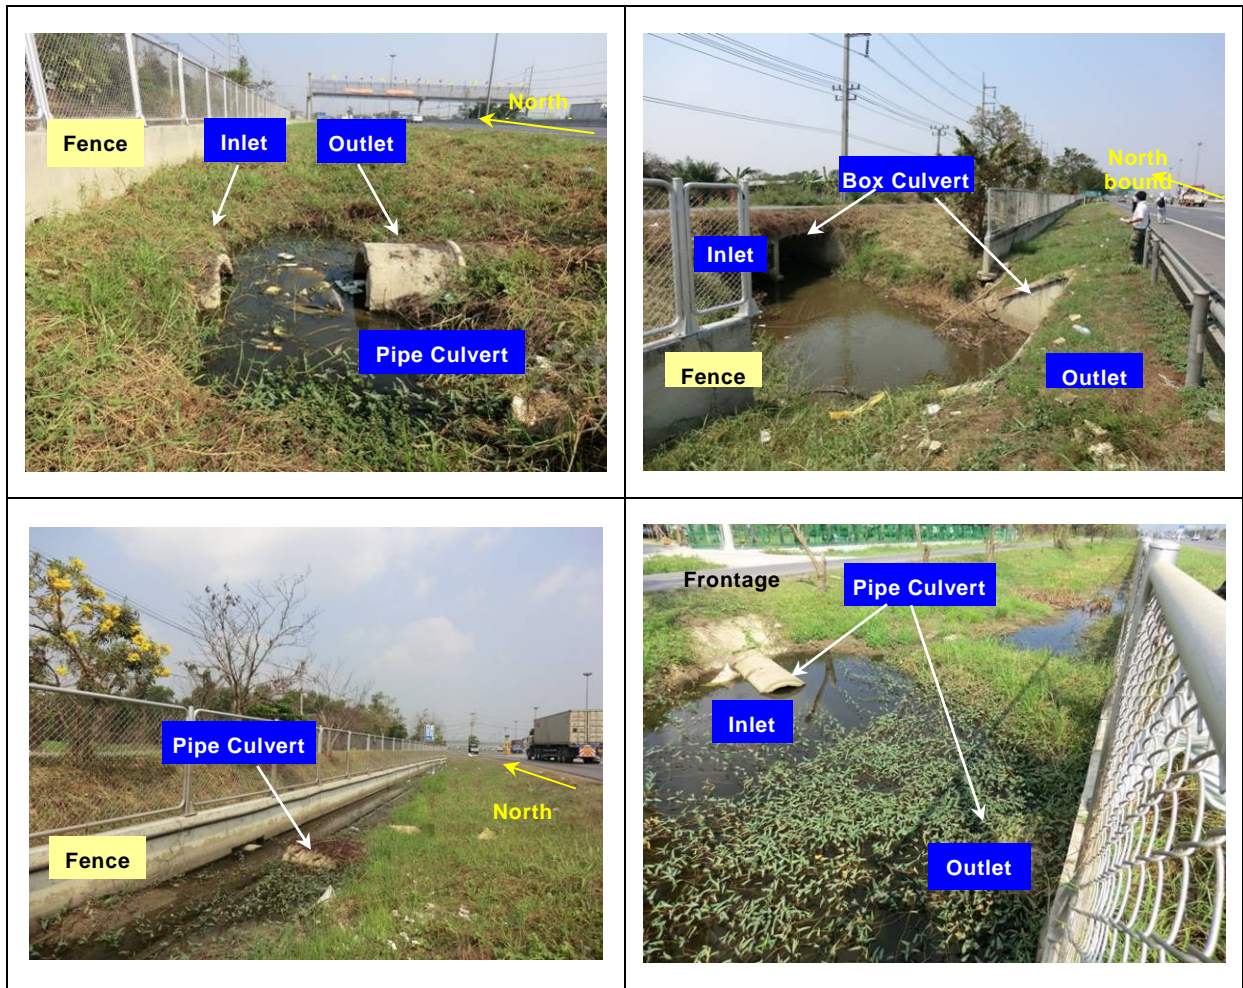 North
Fence
Inlet
Outlet
Pipe Culvert
North
bound
Box Culvert
Inlet
Fence
Outlet
Pipe Culvert
North
Fence
Frontage
Pipe Culvert
Inlet
Outlet